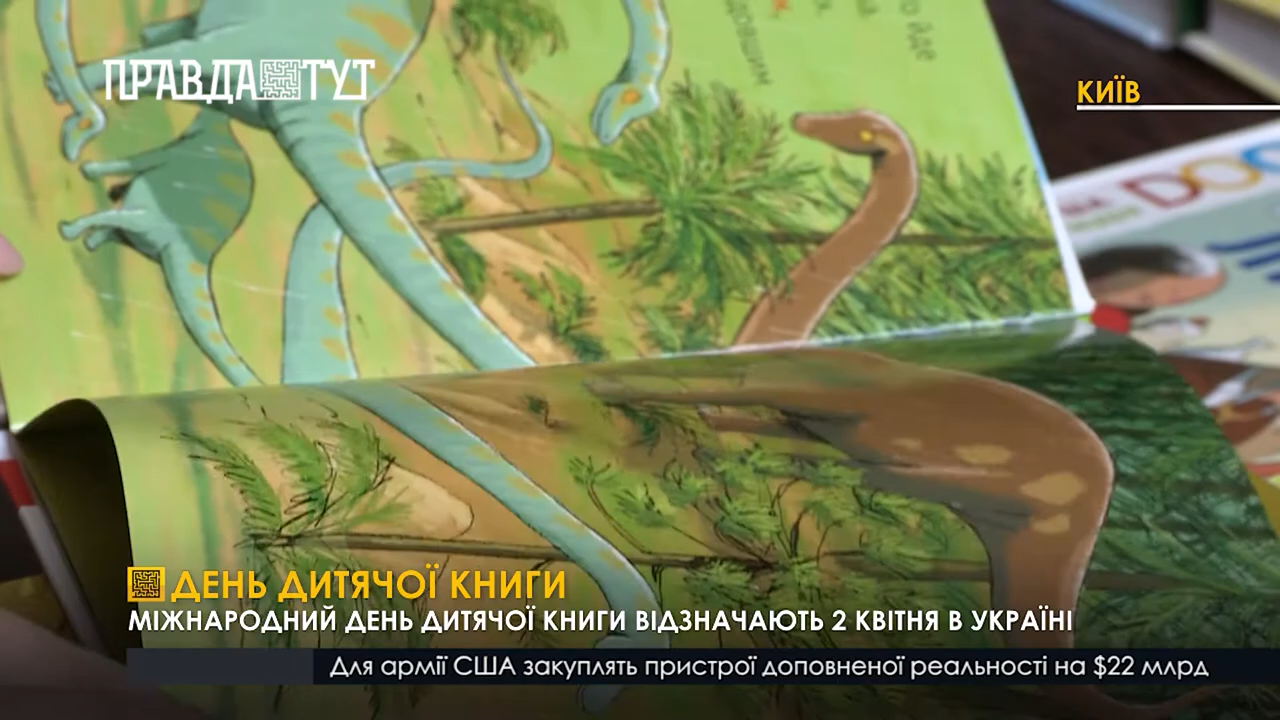 ПРАВДА ТУТ
КИЇВ
ДЕНЬ ДИТЯЧОЇ КНИГИ
МІЖНАРОДНИЙ ДЕНЬ ДИТЯЧОЇ КНИГИ ВІДЗНАЧАЮТЬ 2 КВІТНЯ В УКРАЇНІ
Для армії США закуплять пристрої доповненої реальності на $22 млрд